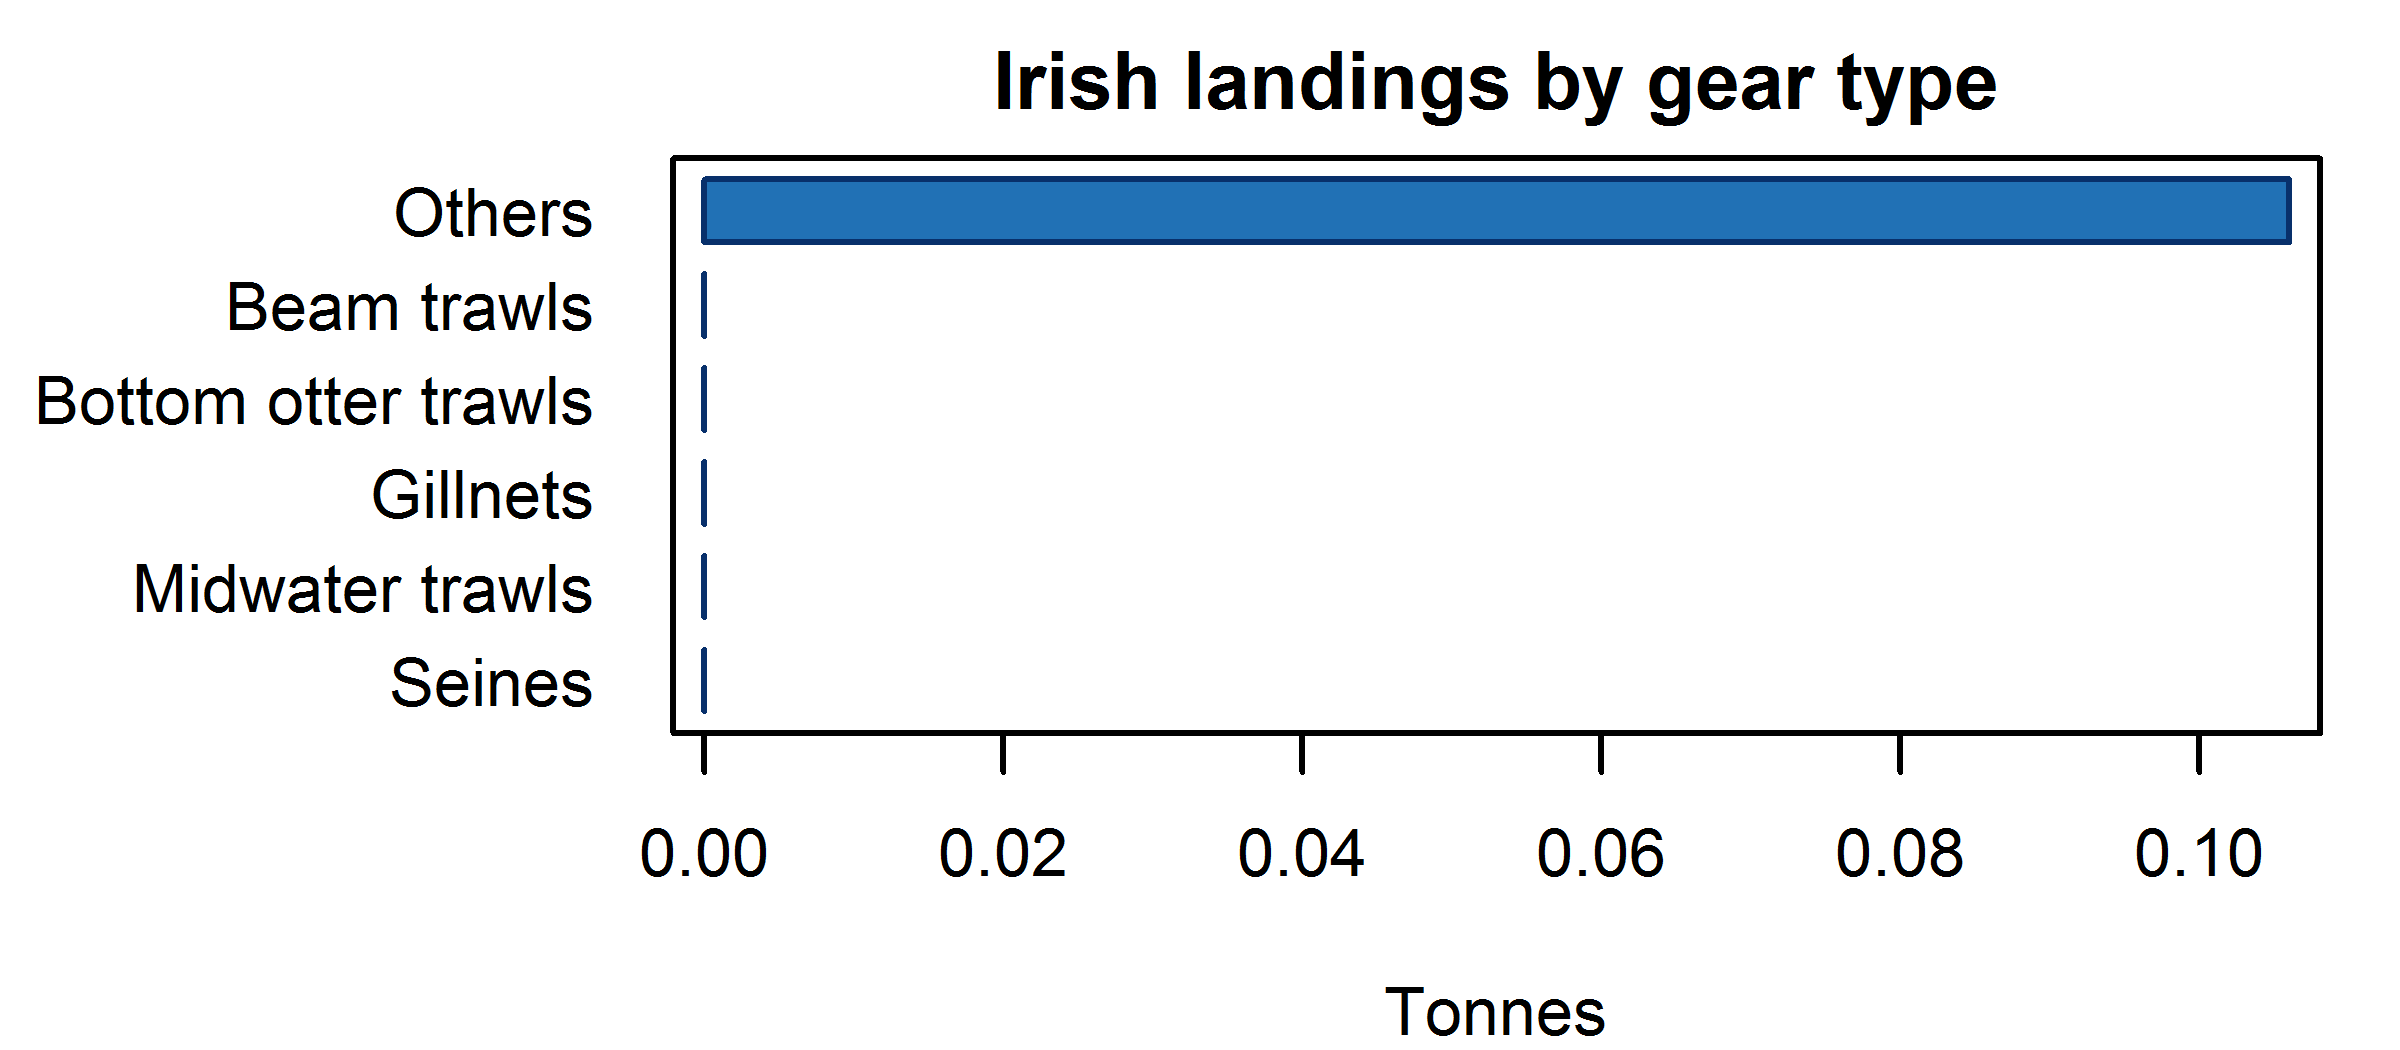 Irish landings by gear type
Others
Beam trawls
Bottom otter trawls
Gillnets
Midwater trawls
Seines
0.00 0.02 0.04 0.06 0.08 0.10
Tonnes